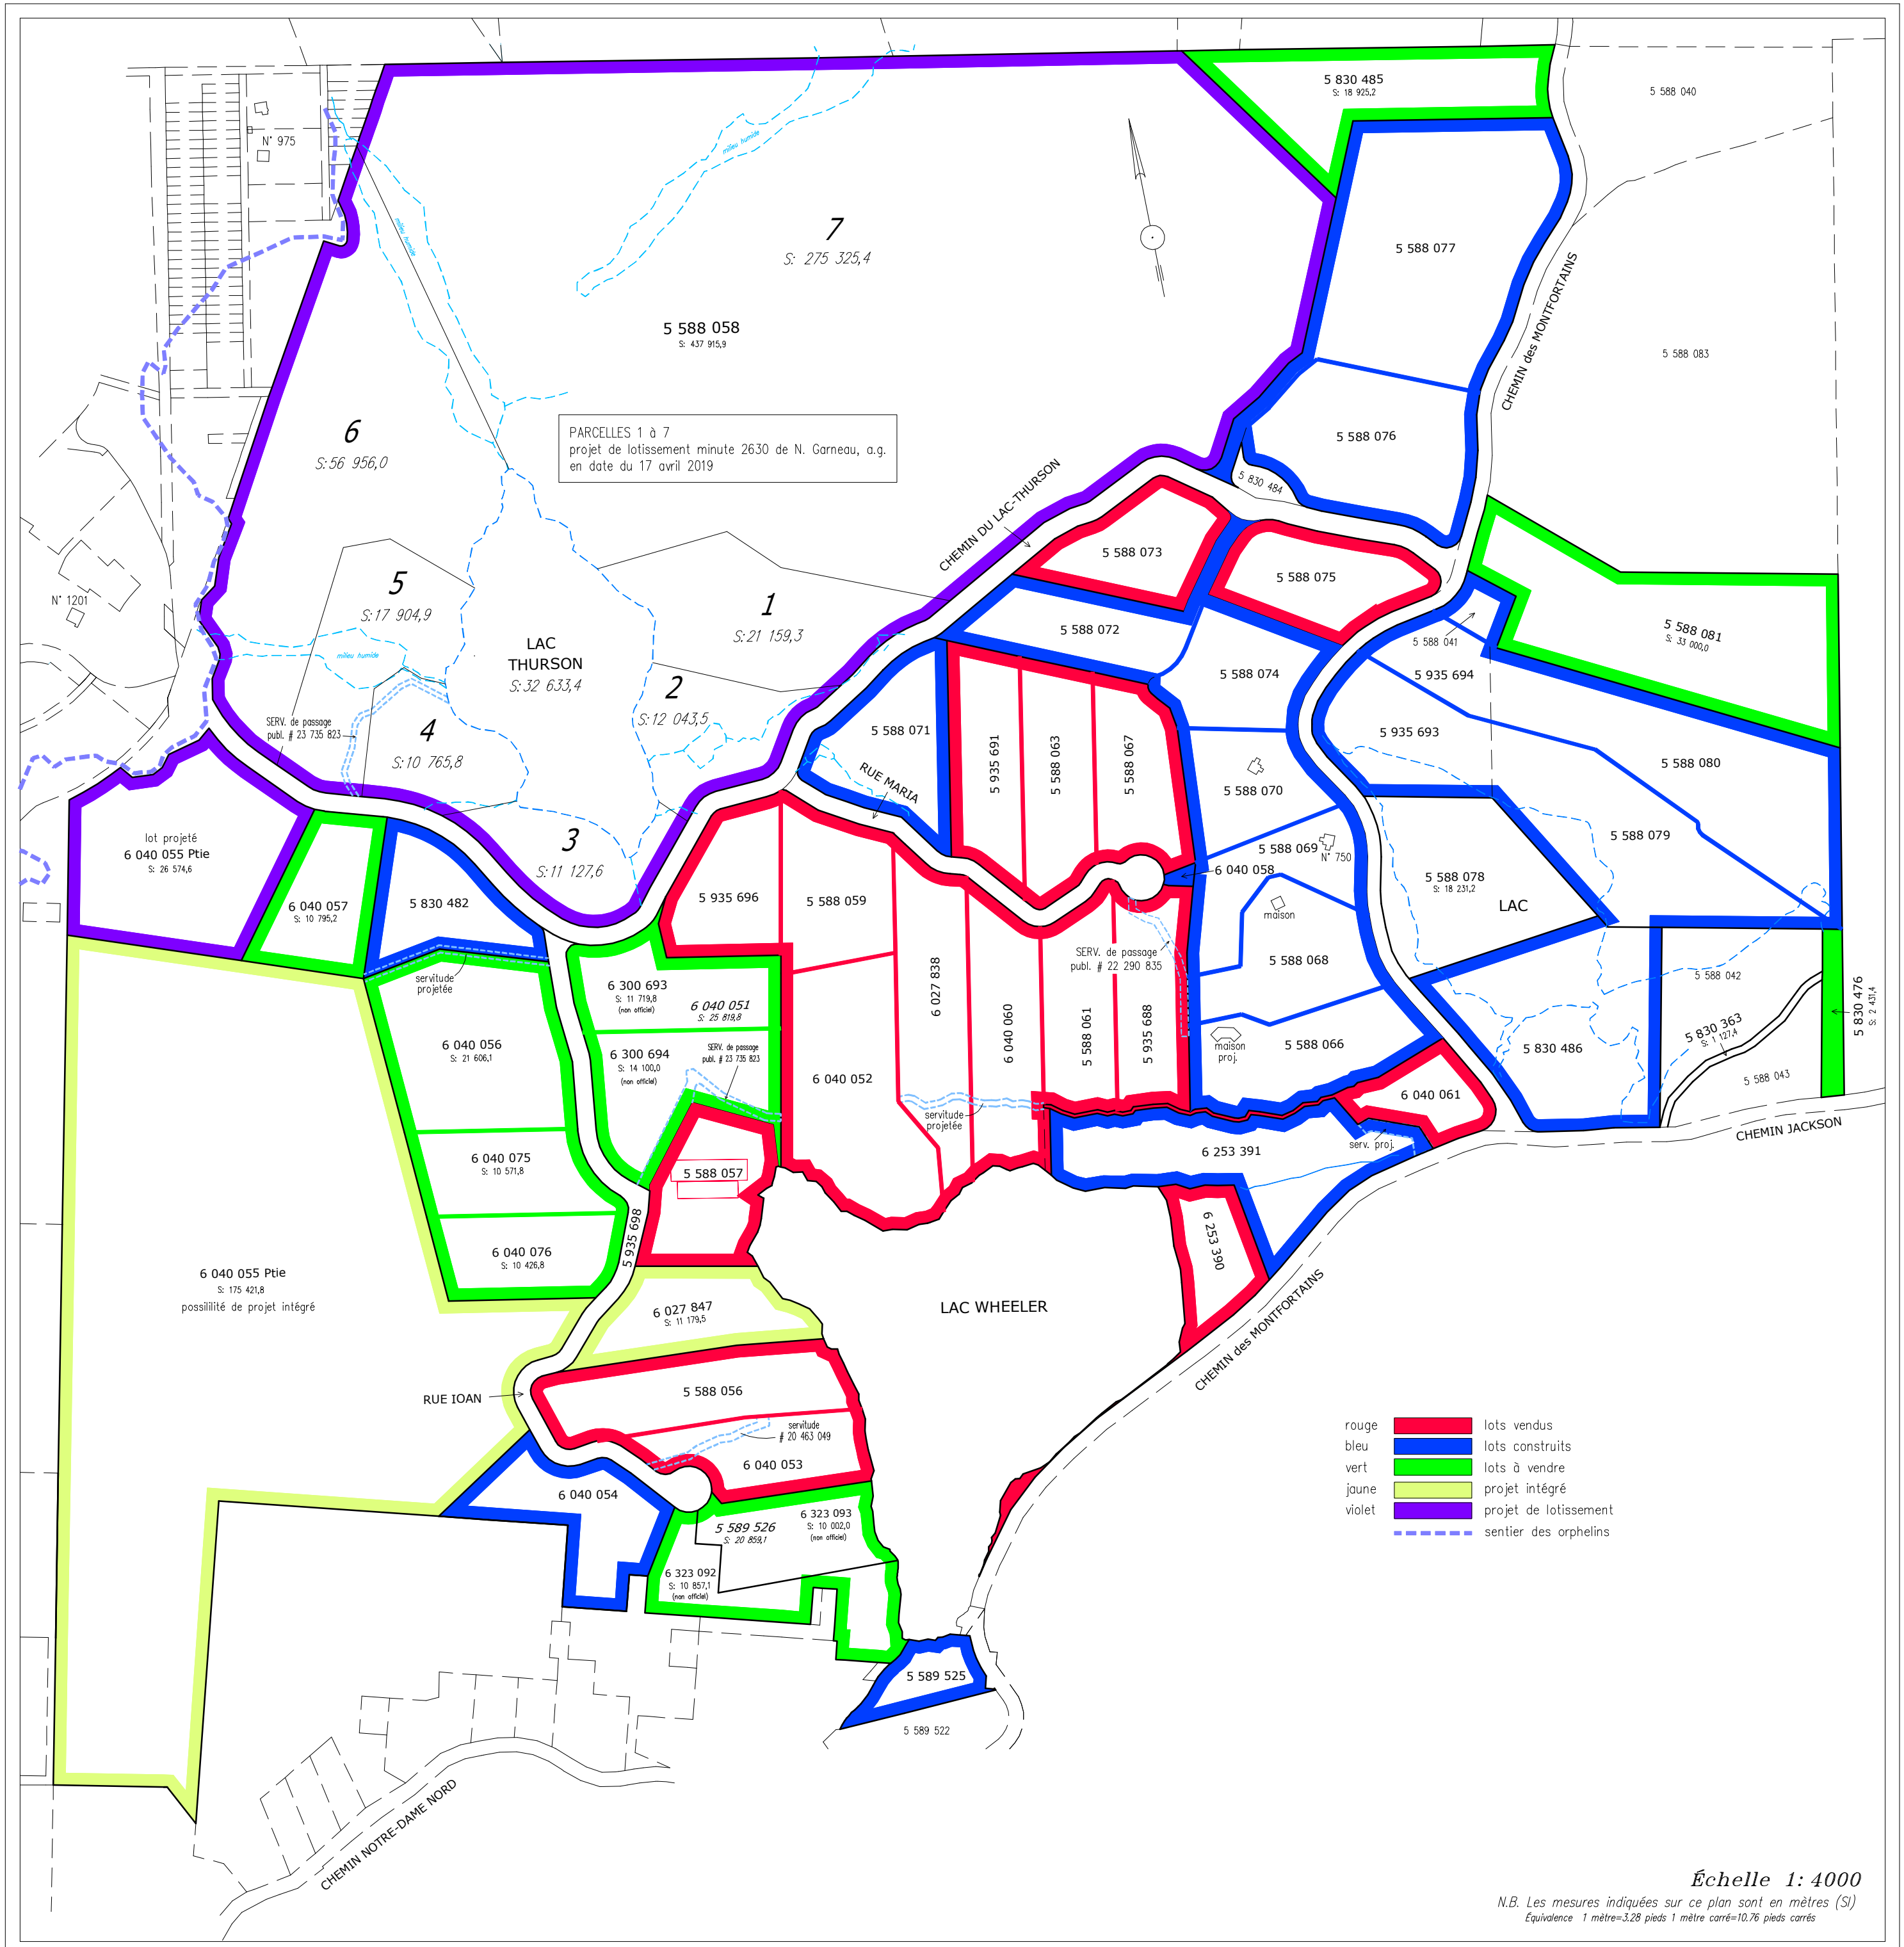 5 830 485
S: 18 925,2
5 588 040
N° 975
milieu humide
milieu humide
7
S: 275 325,4
5 588 077
CHEMIN des MONTFORTAINS
5 588 058
S: 437 915,9
5 588 083
PARCELLES 1 à 7
projet de lotissement minute 2630 de N. Garneau, a.g.
en date du 17 avril 2019
6
S: 56 956,0
5 588 076
5 830 484
CHEMIN DU LAC-THURSON
5 588 073
5 588 075
5
S: 17 904,9
N° 1201
1
S: 21 159,3
5 588 072
5 588 041
5 588 081
S: 33 000,0
LAC
THURSON
S: 32 633,4
milieu humide
2
S: 12 043,5
5 588 074
5 935 694
SERV. de passage
publ. # 23 735 823
4
S: 10 765,8
5 588 071
5 935 691
5 588 063
5 588 067
5 935 693
5 588 080
RUE MARIA
5 588 070
3
S: 11 127,6
5 588 079
lot projeté
6 040 055 Ptie
S: 26 574,6
5 588 069
N° 750
6 040 058
5 588 078
S: 18 231,2
LAC
6 040 057
S: 10 795,2
5 830 482
5 935 696
5 588 059
maison
SERV. de passage
publ. # 22 290 835
5 588 068
5 588 042
servitude
projetée
6 300 693
S: 11 719,8
(non officiel)
6 040 051
S: 25 819,8
6 027 838
6 040 060
5 588 061
5 935 688
5 830 476
S: 2 431,4
6 040 056
S: 21 606,1
6 300 694
S: 14 100,0
(non officiel)
SERV. de passage
publ. # 23 735 823
6 040 052
maison
proj.
5 588 066
5 830 486
5 830 363
S: 1 127,4
5 588 043
servitude
projetée
6 040 061
CHEMIN JACKSON
serv. proj.
6 253 391
6 040 075
S: 10 571,8
5 588 057
5 935 698
6 253 390
6 040 076
S: 10 426,8
6 040 055 Ptie
S: 175 421,8
possililité de projet intégré
6 027 847
S: 11 179,5
LAC WHEELER
CHEMIN des MONTFORTAINS
RUE IOAN
5 588 056
servitude
# 20 463 049
6 040 053
6 040 054
rouge lots vendus
bleu lots construits
vert lots à vendre
jaune projet intégré
violet projet de lotissement
sentier des orphelins
5 589 526
S: 20 859,1
6 323 093
S: 10 002,0
(non officiel)
6 323 092
S: 10 857,1
(non officiel)
5 589 525
5 589 522
CHEMIN NOTRE-DAME NORD
Échelle 1: 4000
N.B. Les mesures indiquées sur ce plan sont en mètres (SI)
Équivalence 1 mètre=3.28 pieds 1 mètre carré=10.76 pieds carrés